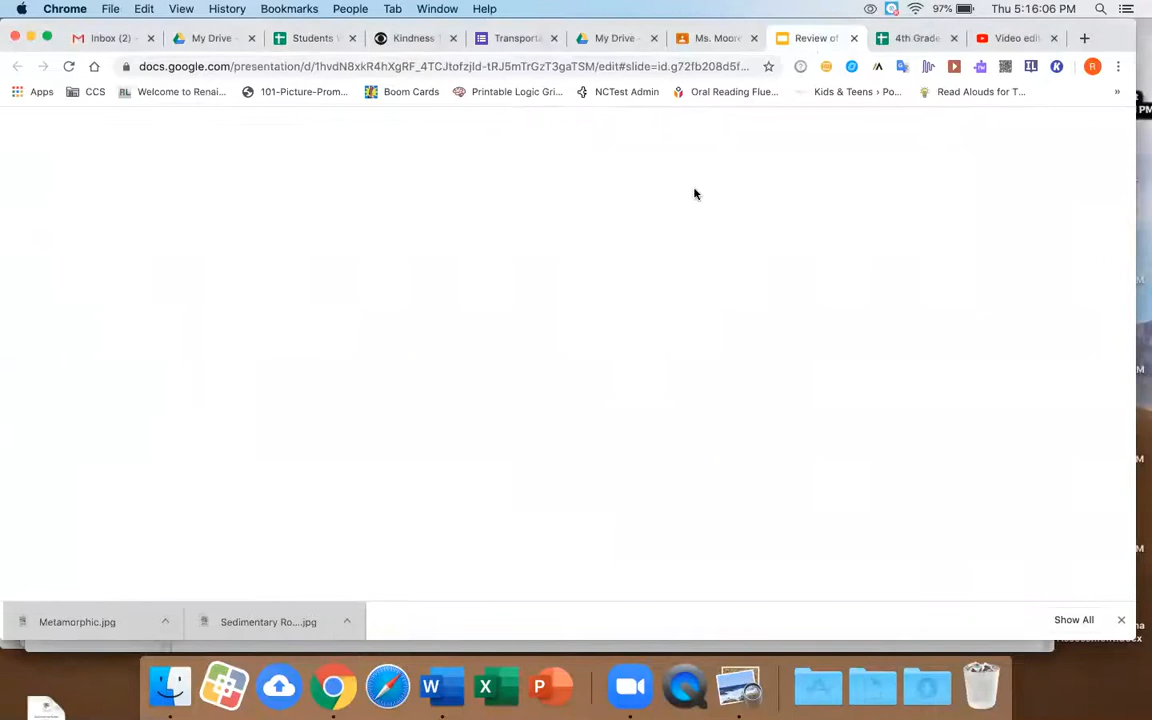 Chrome File Edit View History Bookmarks People Tab Window Help 97% Thu 5:16:06 PM
Inbox (2) My Drive - Students Kindness Transporta My Drive - Ms. Moore Review of 4th Grade Video edi
docs.google.com/presentation/d/1hvdN8xkR4hXgRF_4TCJtofzjld-tRJ5mTrGzT3gaTSM/edit#slide=id.g72fb208d5f... R
Apps CCS RL Welcome to Renai... 101-Picture-Prom... Boom Cards Printable Logic Gri... NCTest Admin Oral Reading Flue... Kids & Teens › Po... Read Alouds for T... »
PM
Metamorphic.jpg Sedimentary Ro....jpg Show All
W X P